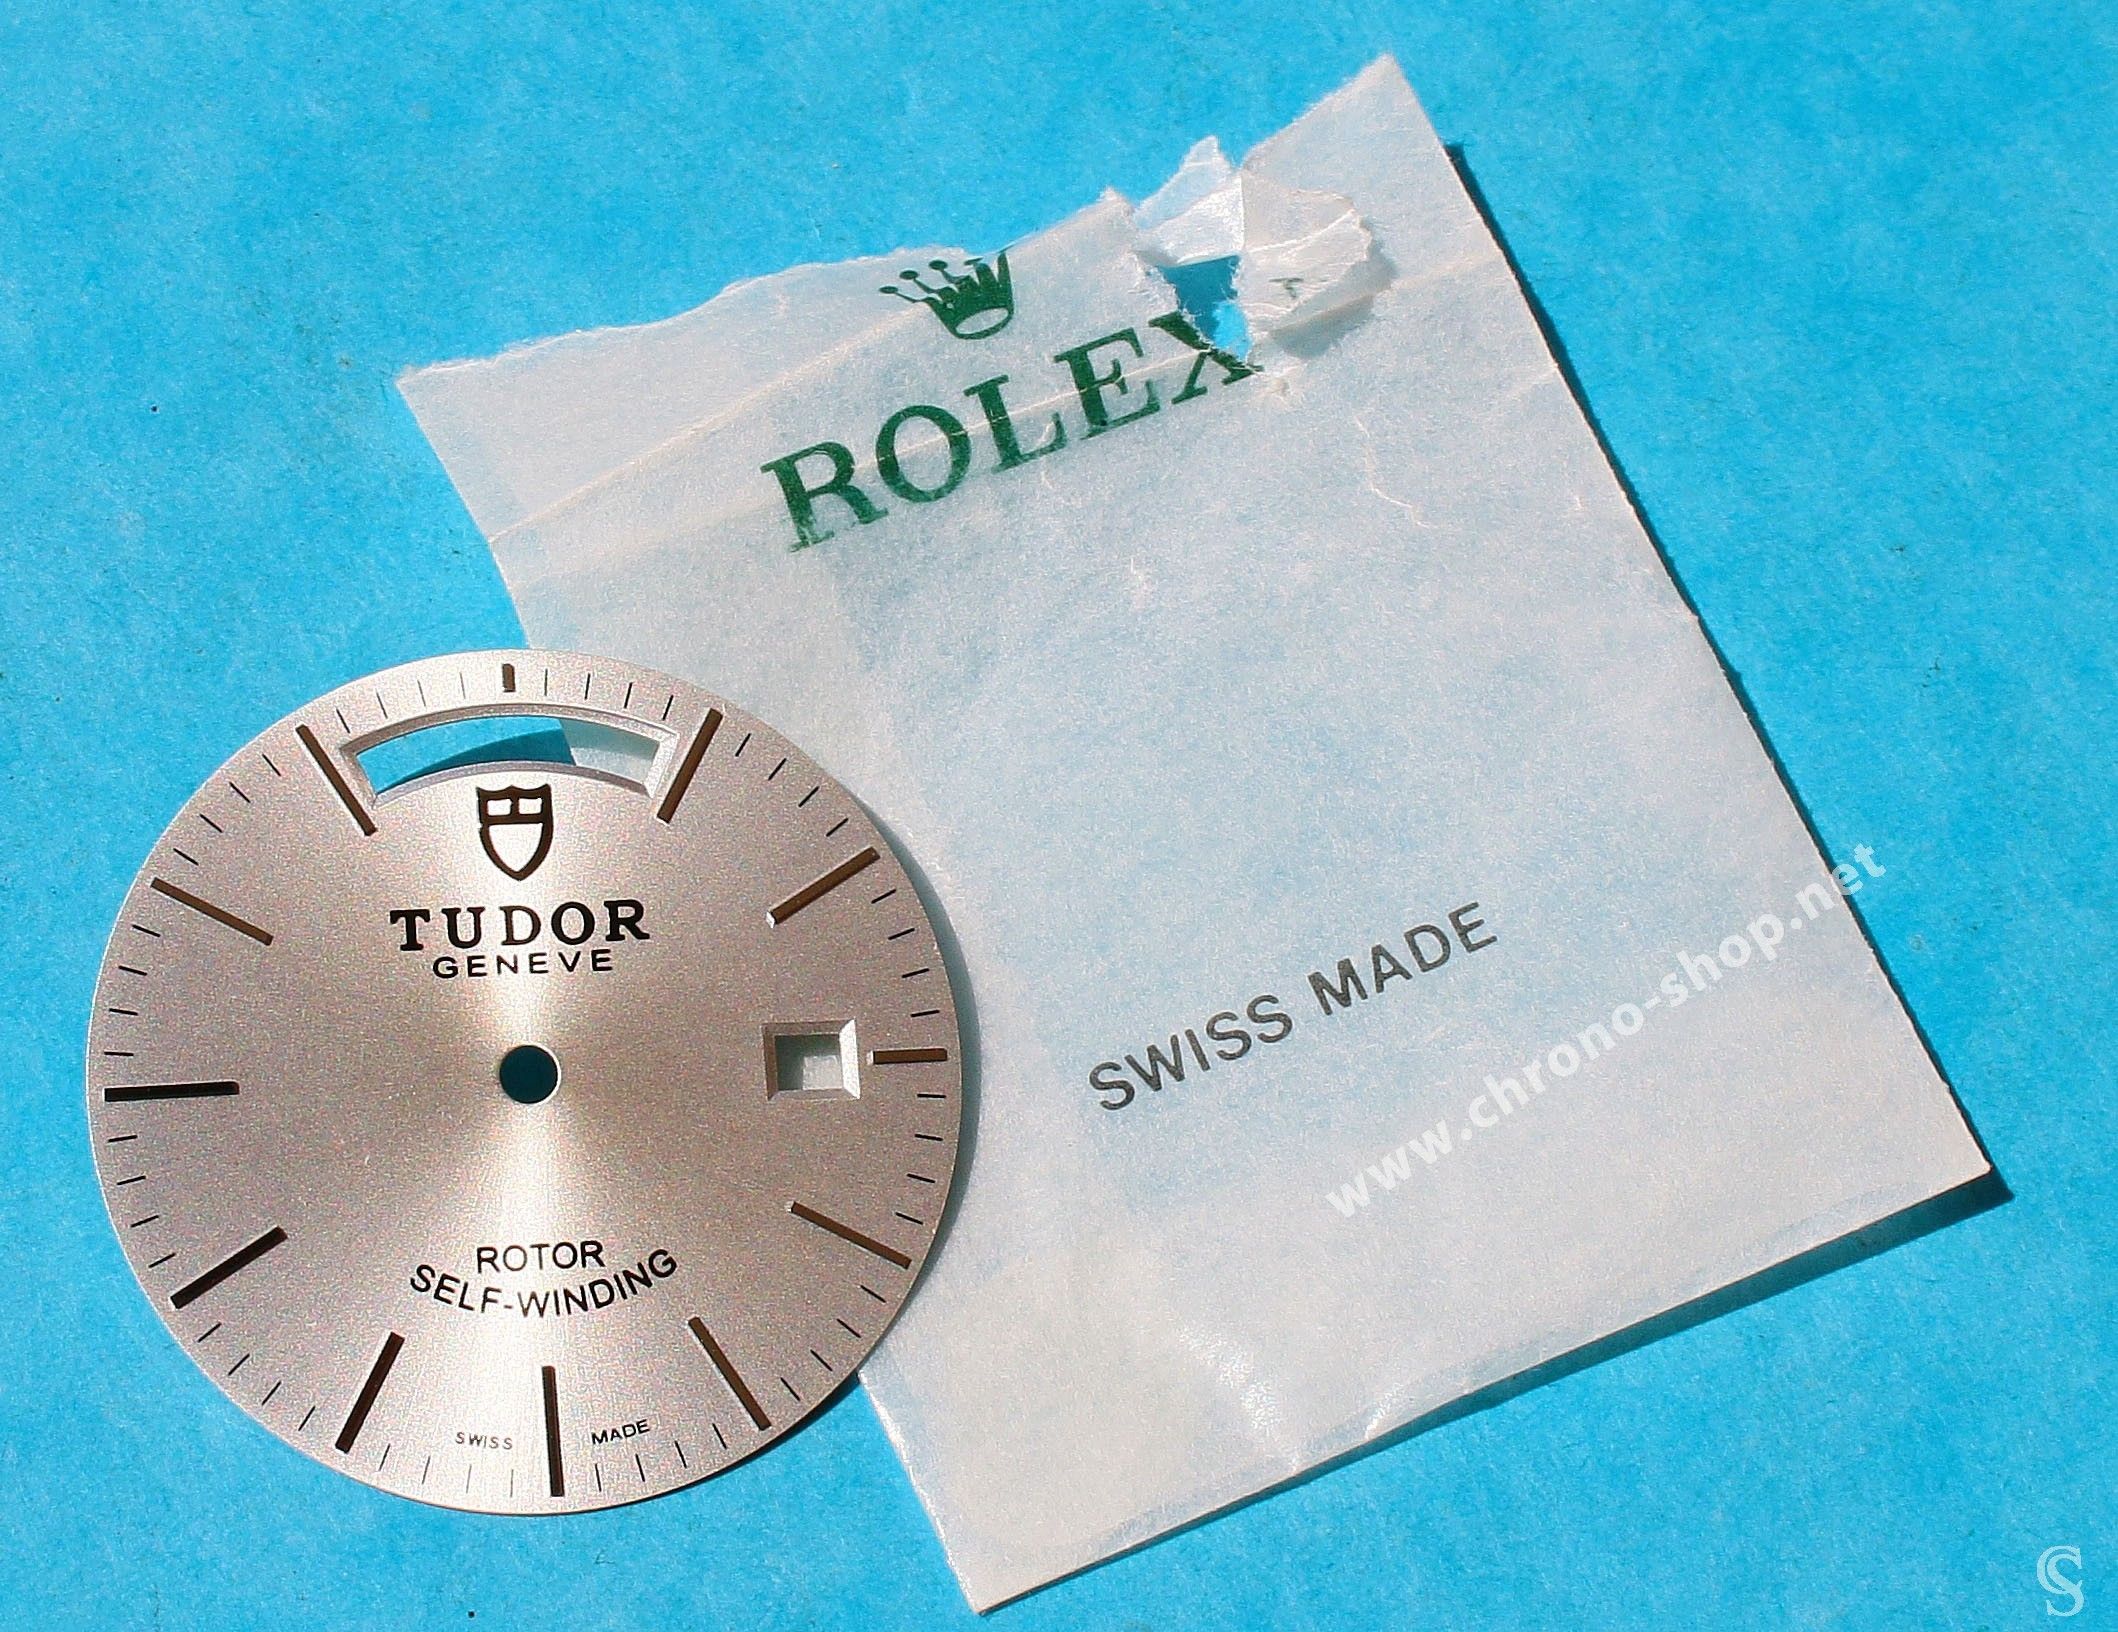 ROLEX
TUDOR
GENEVE
SWISS MADE
www.chrono-shop.net
ROTOR
SELF-WINDING
SWISS MADE